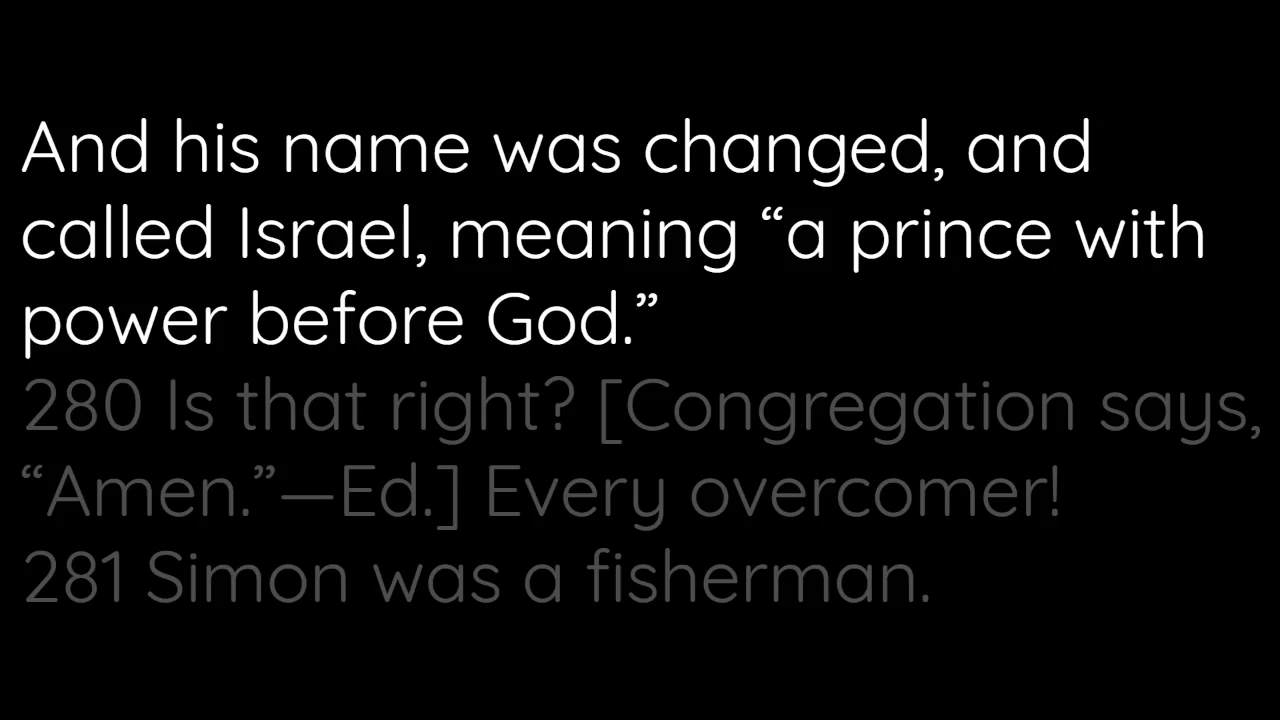 And his name was changed, and
called Israel, meaning “a prince with
power before God.”
280 Is that right? [Congregation says,
“Amen.”—Ed.] Every overcomer!
281 Simon was a fisherman.